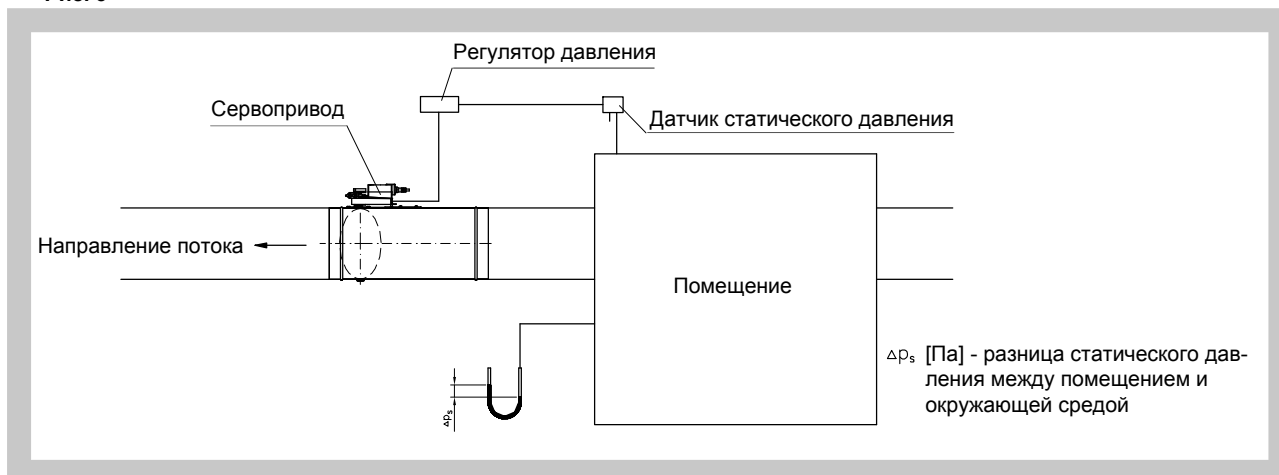 Регулятор давления
Сервопривод
Датчик статического давления
Направление потока
Помещение
Δpₛ [Па] - разница статического дав-
ления между помещением и
окружающей средой
Δpₛ